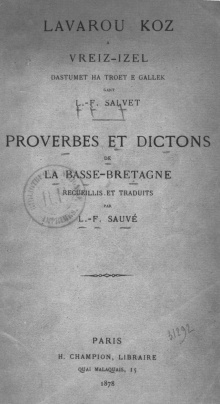 LAVAROU KOZ
A
VREIZ-IZEL
DASTUMET HA TROET E GALLEK
GANT
L.-F. SALVET
PROVERBES ET DICTONS
DE
LA BASSE-BRETAGNE
RECUEILLIS ET TRADUITS
PAR
L.-F. SAUVÉ
31292
PARIS
H. CHAMPION, LIBRAIRE
QUAI MALAQUAIS, 15
1878